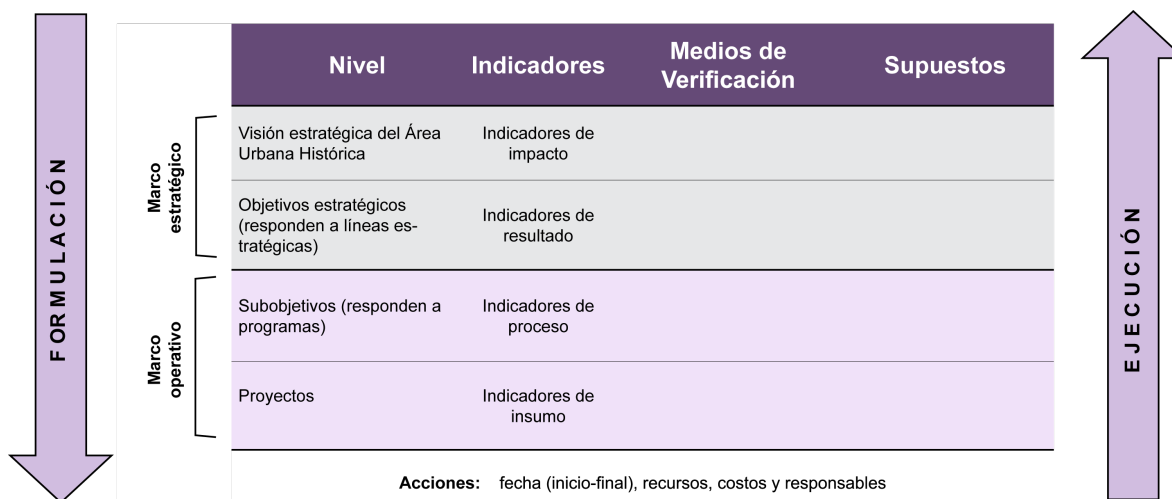 FORMULACIÓN
Nivel
Indicadores
Medios de
Verificación
Supuestos
Marco
estratégico
Visión estratégica del Área
Urbana Histórica
Indicadores de
impacto
Objetivos estratégicos
(responden a líneas es-
tratégicas)
Indicadores de
resultado
Marco
operativo
Subobjetivos (responden a
programas)
Indicadores de
proceso
Proyectos
Indicadores de
insumo
Acciones: fecha (inicio-final), recursos, costos y responsables
EJECUCIÓN